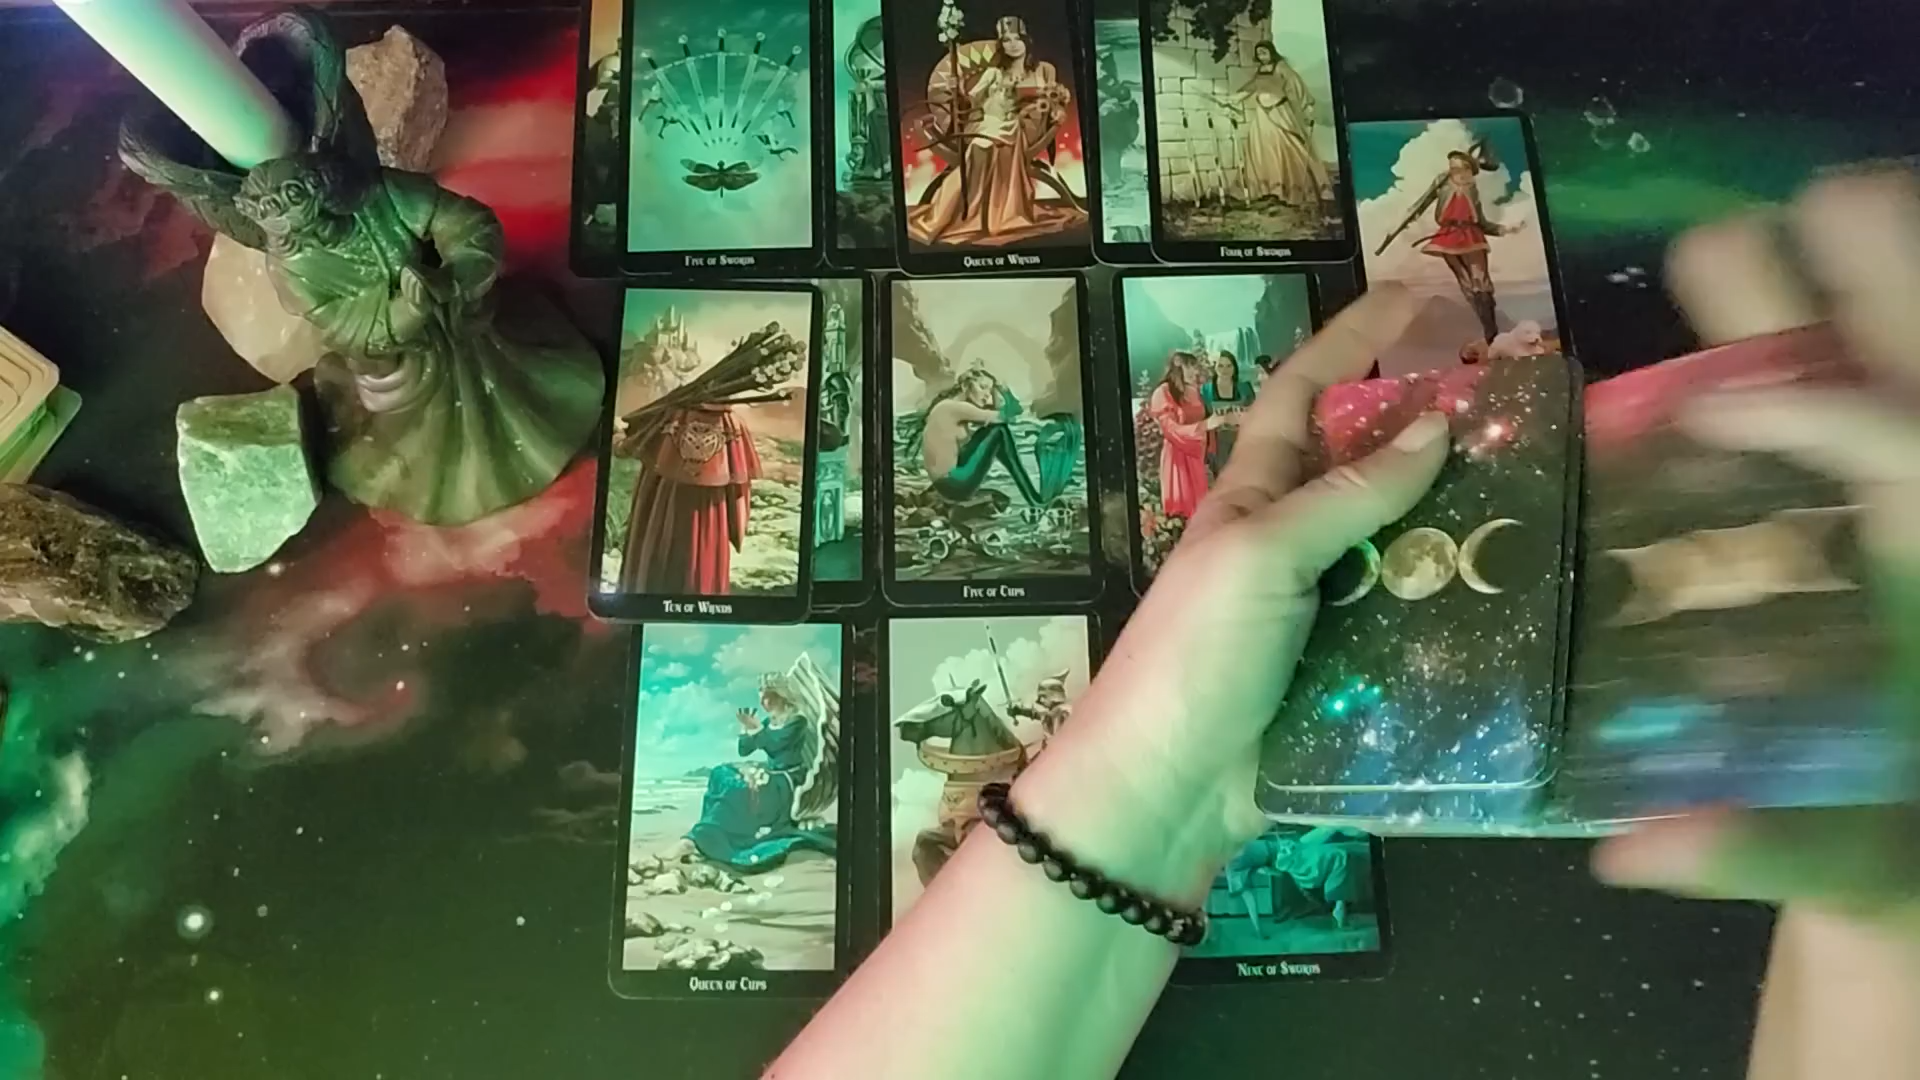 Five of Swords
Queen of Wands
Four of Swords
Ten of Wands
Five of Cups
Queen of Cups
Nine of Swords